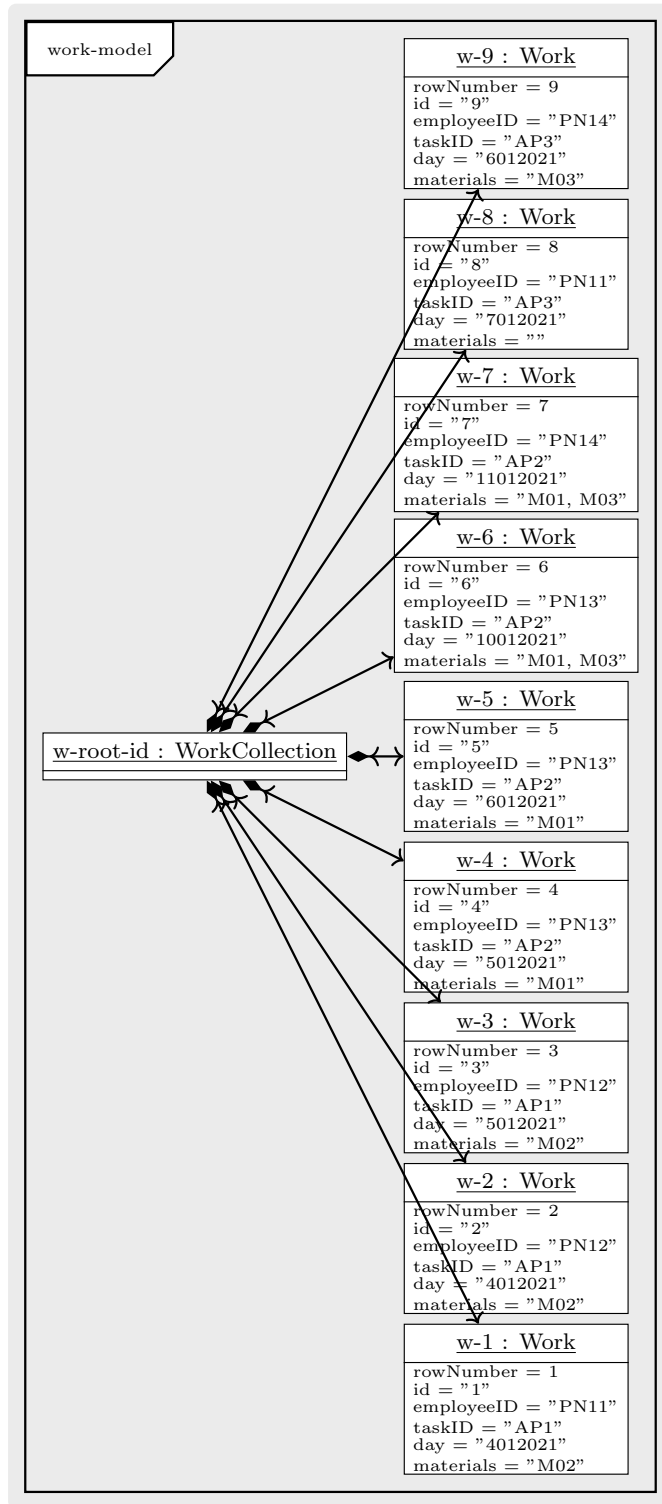 work-model
w-9 : Work
rowNumber = 9
id = ”9”
employeeID = ”PN14”
taskID = ”AP3”
day = ”6012021”
materials = ”M03”
w-8 : Work
rowNumber = 8
id = ”8”
employeeID = ”PN11”
taskID = ”AP3”
day = ”7012021”
materials = ””
w-7 : Work
rowNumber = 7
id = ”7”
employeeID = ”PN14”
taskID = ”AP2”
day = ”11012021”
materials = ”M01, M03”
w-6 : Work
rowNumber = 6
id = ”6”
employeeID = ”PN13”
taskID = ”AP2”
day = ”10012021”
materials = ”M01, M03”
w-root-id : WorkCollection
w-5 : Work
rowNumber = 5
id = ”5”
employeeID = ”PN13”
taskID = ”AP2”
day = ”6012021”
materials = ”M01”
w-4 : Work
rowNumber = 4
id = ”4”
employeeID = ”PN13”
taskID = ”AP2”
day = ”5012021”
materials = ”M01”
w-3 : Work
rowNumber = 3
id = ”3”
employeeID = ”PN12”
taskID = ”AP1”
day = ”5012021”
materials = ”M02”
w-2 : Work
rowNumber = 2
id = ”2”
employeeID = ”PN12”
taskID = ”AP1”
day = ”4012021”
materials = ”M02”
w-1 : Work
rowNumber = 1
id = ”1”
employeeID = ”PN11”
taskID = ”AP1”
day = ”4012021”
materials = ”M02”